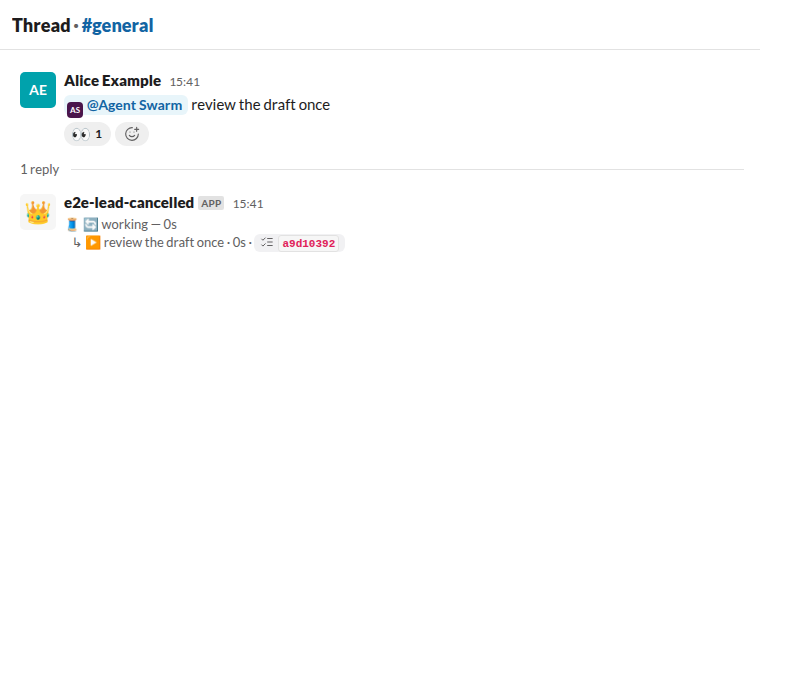 Thread • #general
AE
Alice Example 15:41
AS @Agent Swarm review the draft once
👀 1
1 reply
e2e-lead-cancelled APP 15:41
🧵 🔄 working — 0s
↳ ▶️ review the draft once · 0s · a9d10392